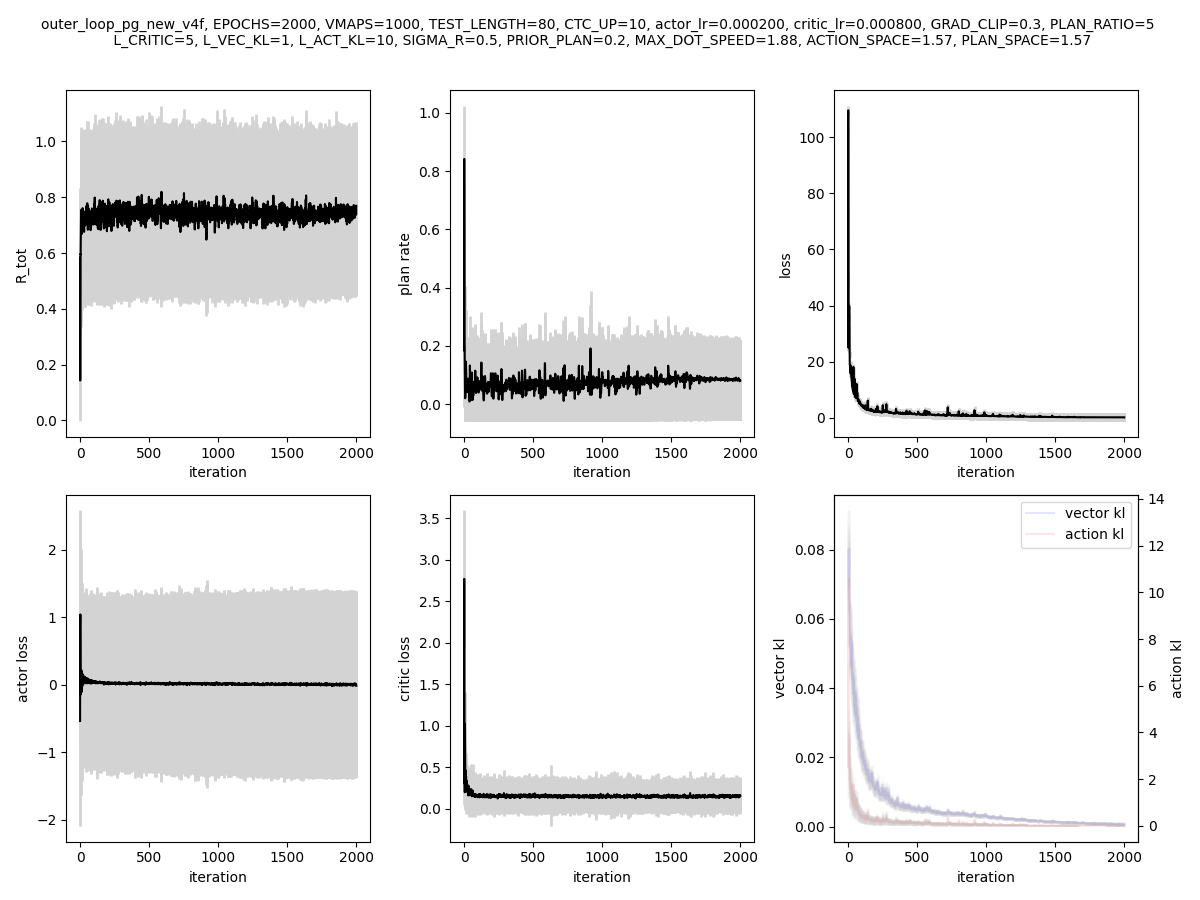 outer_loop_pg_new_v4f, EPOCHS=2000, VMAPS=1000, TEST_LENGTH=80, CTC_UP=10, actor_lr=0.000200, critic_lr=0.000800, GRAD_CLIP=0.3, PLAN_RATIO=5
L_CRITIC=5, L_VEC_KL=1, L_ACT_KL=10, SIGMA_R=0.5, PRIOR_PLAN=0.2, MAX_DOT_SPEED=1.88, ACTION_SPACE=1.57, PLAN_SPACE=1.57
R_tot
1.0
0.8
0.6
0.4
0.2
0.0
0 500 1000 1500 2000
iteration
plan rate
1.0
0.8
0.6
0.4
0.2
0.0
0 500 1000 1500 2000
iteration
loss
100
80
60
40
20
0
0 500 1000 1500 2000
iteration
actor loss
2
1
0
−1
−2
0 500 1000 1500 2000
iteration
critic loss
3.5
3.0
2.5
2.0
1.5
1.0
0.5
0.0
0 500 1000 1500 2000
iteration
vector kl
0.08
0.06
0.04
0.02
0.00
0 500 1000 1500 2000
iteration
vector kl
action kl
14
12
10
8
6
4
2
0
action kl